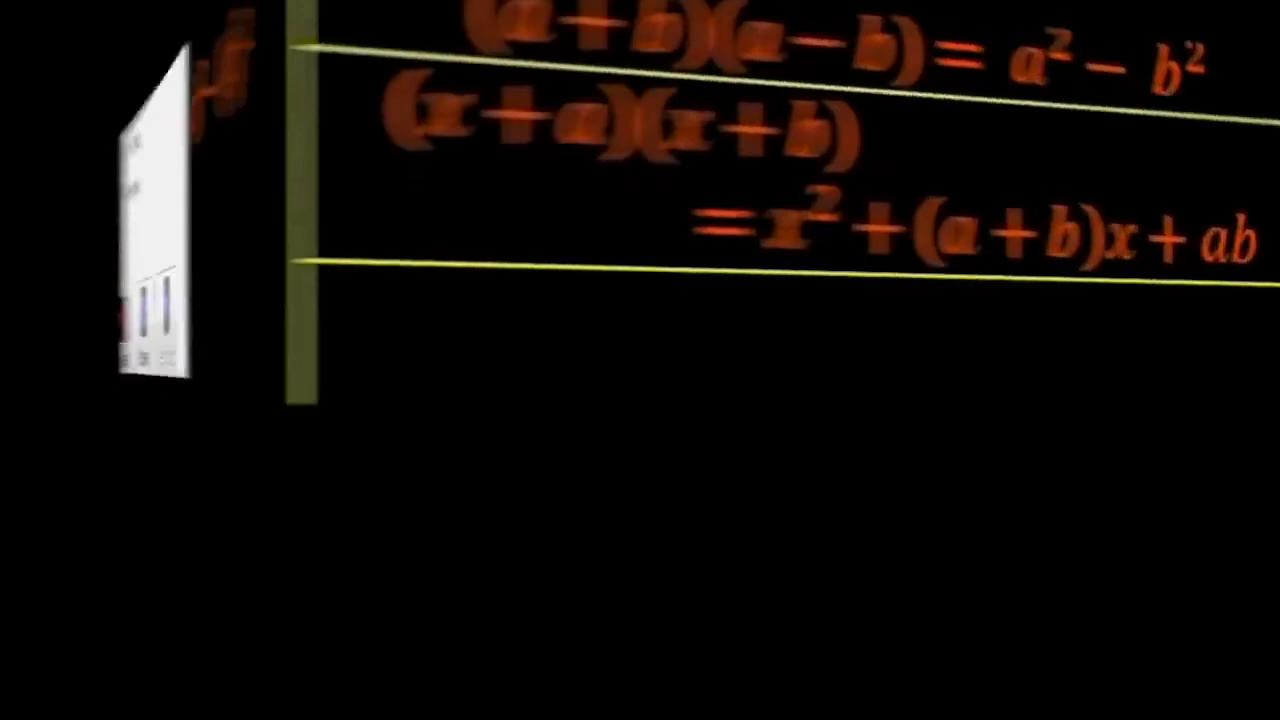 (a+b)(a−b) = a² − b²
(x+a)(x+b)
=x²+(a+b)x+ab